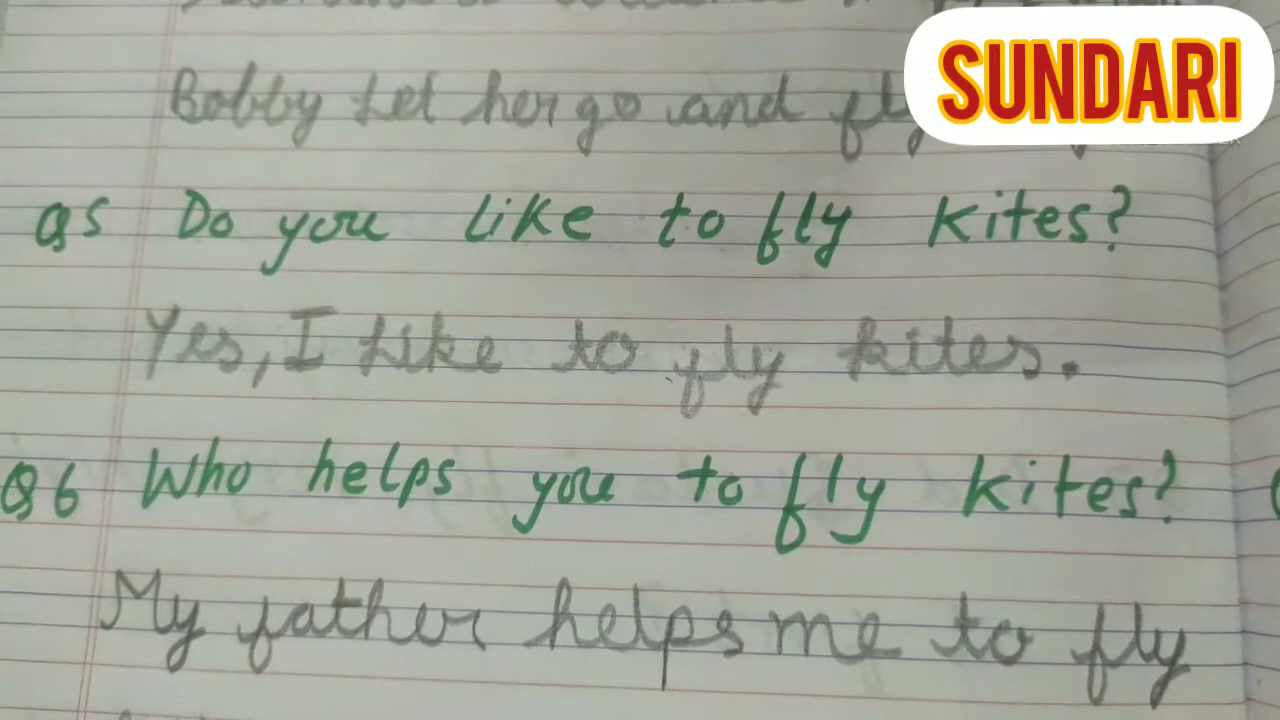 SUNDARI
Bobby let her go and fly
Q5 Do you like to fly kites?
Yes, I like to fly kites.
Q6 Who helps you to fly kites?
My father helps me to fly